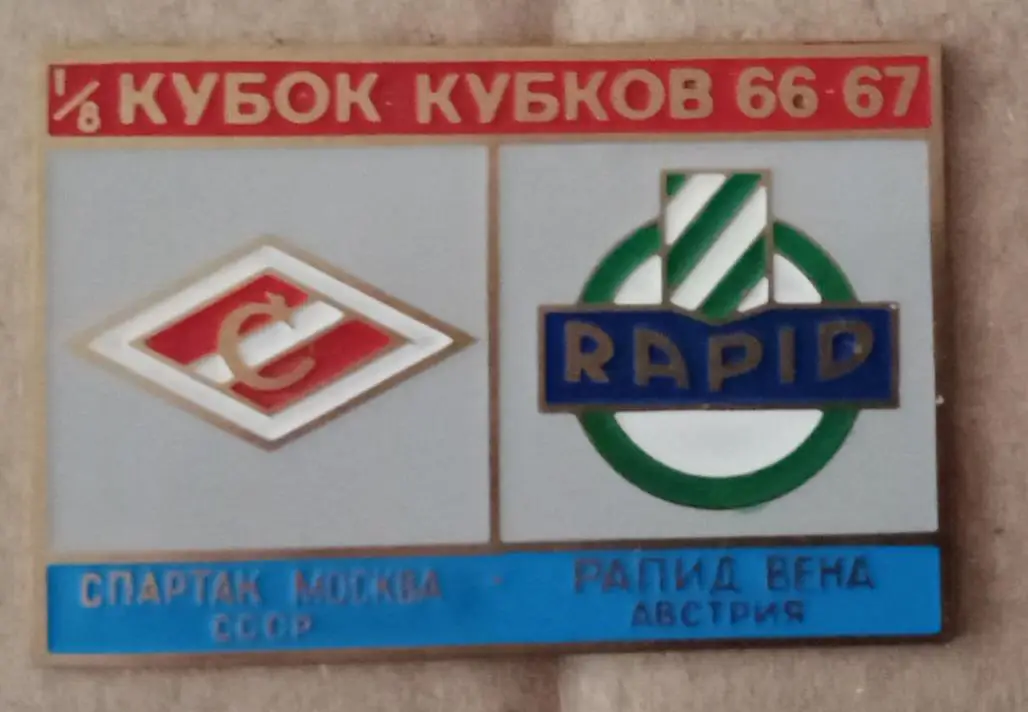 1/8 КУБОК КУБКОВ 66-67
С
RAPID
СПАРТАК МОСКВА - РАПИД ВЕНА
СССР АВСТРИЯ